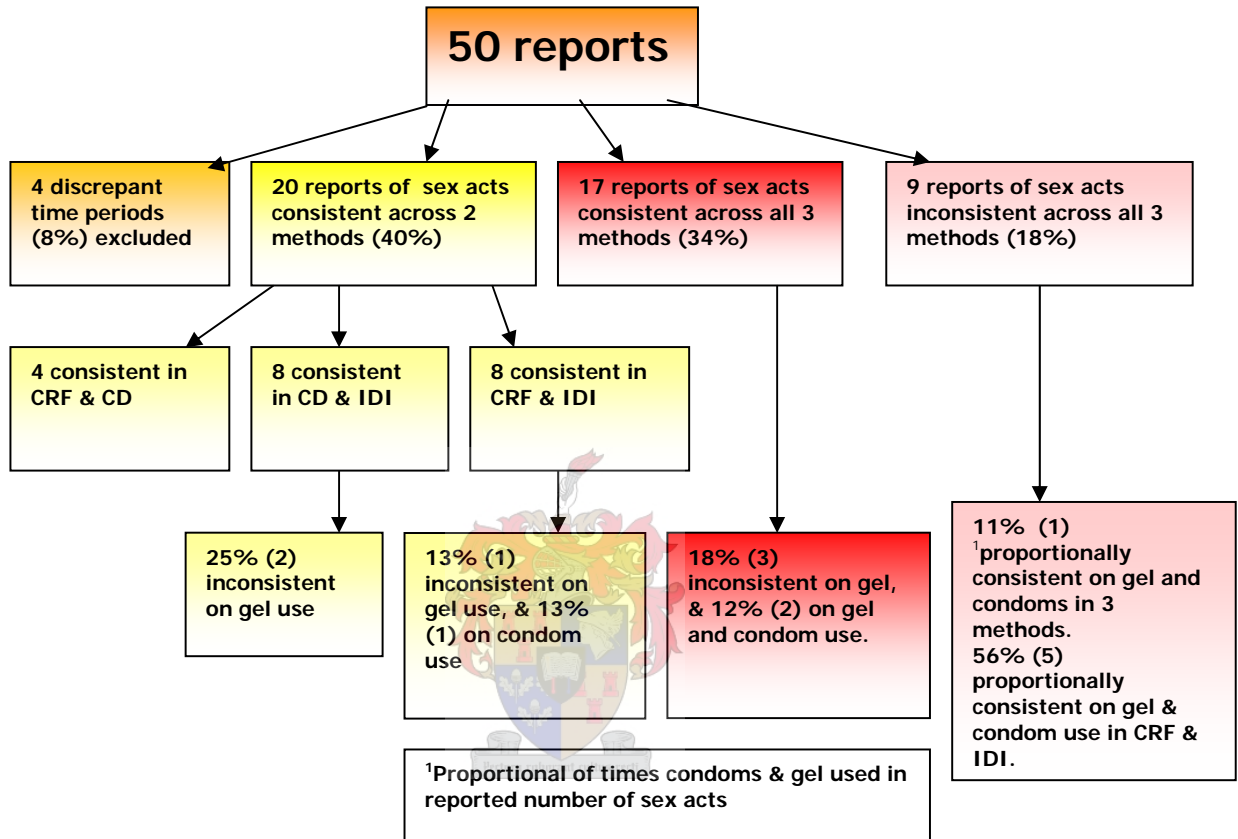 50 reports
4 discrepant
time periods
(8%) excluded
20 reports of  sex acts
consistent across 2
methods (40%)
17 reports of sex acts
consistent across all 3
methods (34%)
9 reports of sex acts
inconsistent across all 3
methods (18%)
4 consistent in
CRF & CD
8 consistent
in CD & IDI
8 consistent in
CRF & IDI
25% (2)
inconsistent
on gel use
13% (1)
inconsistent on
gel use, & 13%
(1) on condom
use
18% (3)
inconsistent on gel,
& 12% (2) on gel
and condom use.
11%  (1)
¹proportionally
consistent on gel and
condoms in 3
methods.
56% (5)
proportionally
consistent on gel &
condom use in CRF &
IDI.
¹Proportional of times condoms & gel used in
reported number of sex acts